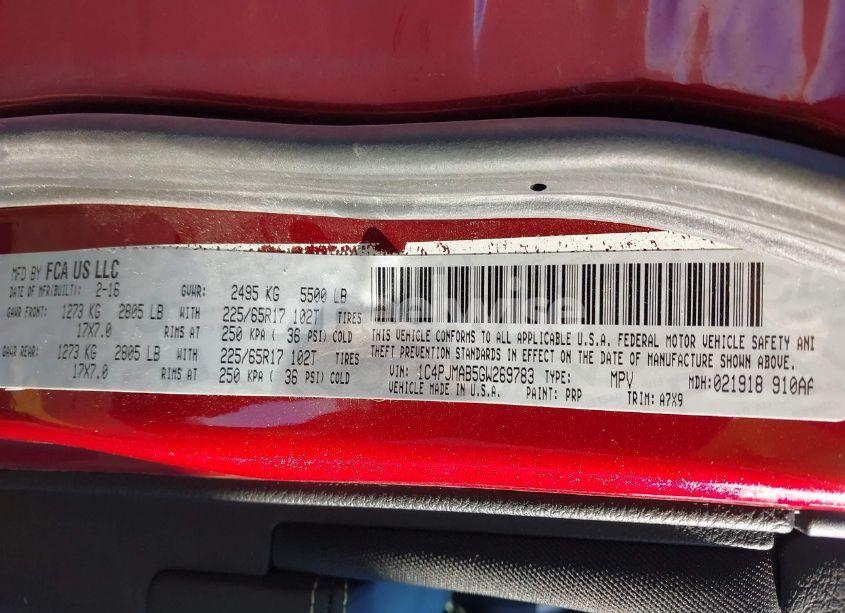 MFD BY FCA US LLC
DATE OF MFR(BUILT): 2-16 GVWR: 2495 KG 5500 LB
GAWR FRONT: 1273 KG 2805 LB WITH 225/65R17 102T TIRES
17X7.0 RIMS AT 250 KPA ( 36 PSI) COLD
GAWR REAR: 1273 KG 2805 LB WITH 225/65R17 102T TIRES
17X7.0 RIMS AT 250 KPA ( 36 PSI) COLD
THIS VEHICLE CONFORMS TO ALL APPLICABLE U.S.A. FEDERAL MOTOR VEHICLE SAFETY AND
THEFT PREVENTION STANDARDS IN EFFECT ON THE DATE OF MANUFACTURE SHOWN ABOVE.
VIN: 1C4PJMAB5GW269783 TYPE: MPV MDH: 021918 910AA
VEHICLE MADE IN U.S.A. PAINT: PRP TRIM: A7X9